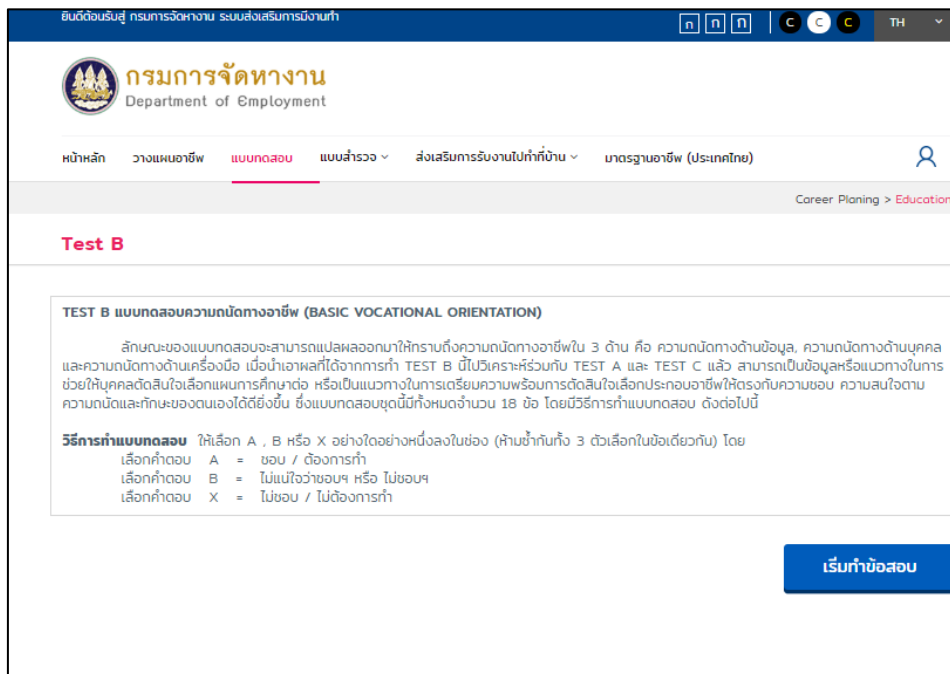 ยินดีต้อนรับสู่ กรมการจัดหางาน ระบบส่งเสริมการมีงานทำ
ก ก ก C C C TH
กรมการจัดหางาน
Department of Employment
หน้าหลัก วางแผนอาชีพ แบบทดสอบ แบบสำรวจ ส่งเสริมการรับงานไปทำที่บ้าน มาตรฐานอาชีพ (ประเทศไทย)
Career Planing > Education
Test B
TEST B แบบทดสอบความถนัดทางอาชีพ (BASIC VOCATIONAL ORIENTATION)
ลักษณะของแบบทดสอบจะสามารถแปลผลออกมาให้ทราบถึงความถนัดทางอาชีพใน 3 ด้าน คือ ความถนัดทางด้านข้อมูล, ความถนัดทางด้านบุคคล
และความถนัดทางด้านเครื่องมือ เมื่อนำเอาผลที่ได้จากการทำ TEST B นี้ไปวิเคราะห์ร่วมกับ TEST A และ TEST C แล้ว สามารถเป็นข้อมูลหรือแนวทางในการ
ช่วยให้บุคคลตัดสินใจเลือกแผนการศึกษาต่อ หรือเป็นแนวทางในการเตรียมความพร้อมการตัดสินใจเลือกประกอบอาชีพให้ตรงกับความชอบ ความสนใจตาม
ความถนัดและทักษะของตนเองได้ดียิ่งขึ้น ซึ่งแบบทดสอบชุดนี้มีทั้งหมดจำนวน 18 ข้อ โดยมีวิธีการทำแบบทดสอบ ดังต่อไปนี้
วิธีการทำแบบทดสอบ ให้เลือก A , B หรือ X อย่างใดอย่างหนึ่งลงในช่อง (ห้ามซ้ำกันทั้ง 3 ตัวเลือกในข้อเดียวกัน) โดย
เลือกคำตอบ A = ชอบ / ต้องการทำ
เลือกคำตอบ B = ไม่แน่ใจว่าชอบๆ หรือ ไม่ชอบๆ
เลือกคำตอบ X = ไม่ชอบ / ไม่ต้องการทำ
เริ่มทำข้อสอบ